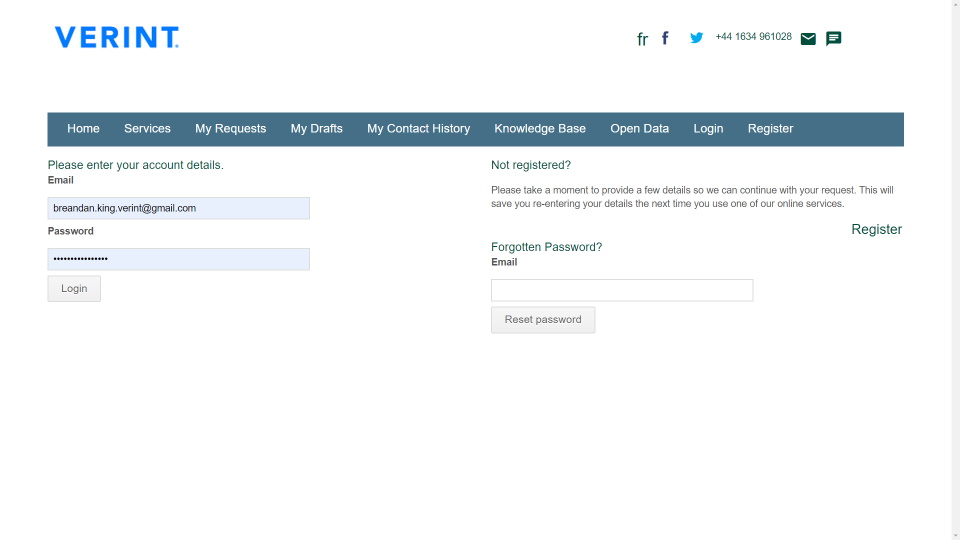 VERINT.
fr f +44 1634 961028
Home Services My Requests My Drafts My Contact History Knowledge Base Open Data Login Register
Please enter your account details.
Email
breandan.king.verint@gmail.com
Password
••••••••••••••••
Login
Not registered?
Please take a moment to provide a few details so we can continue with your request. This will
save you re-entering your details the next time you use one of our online services.
Register
Forgotten Password?
Email
Reset password